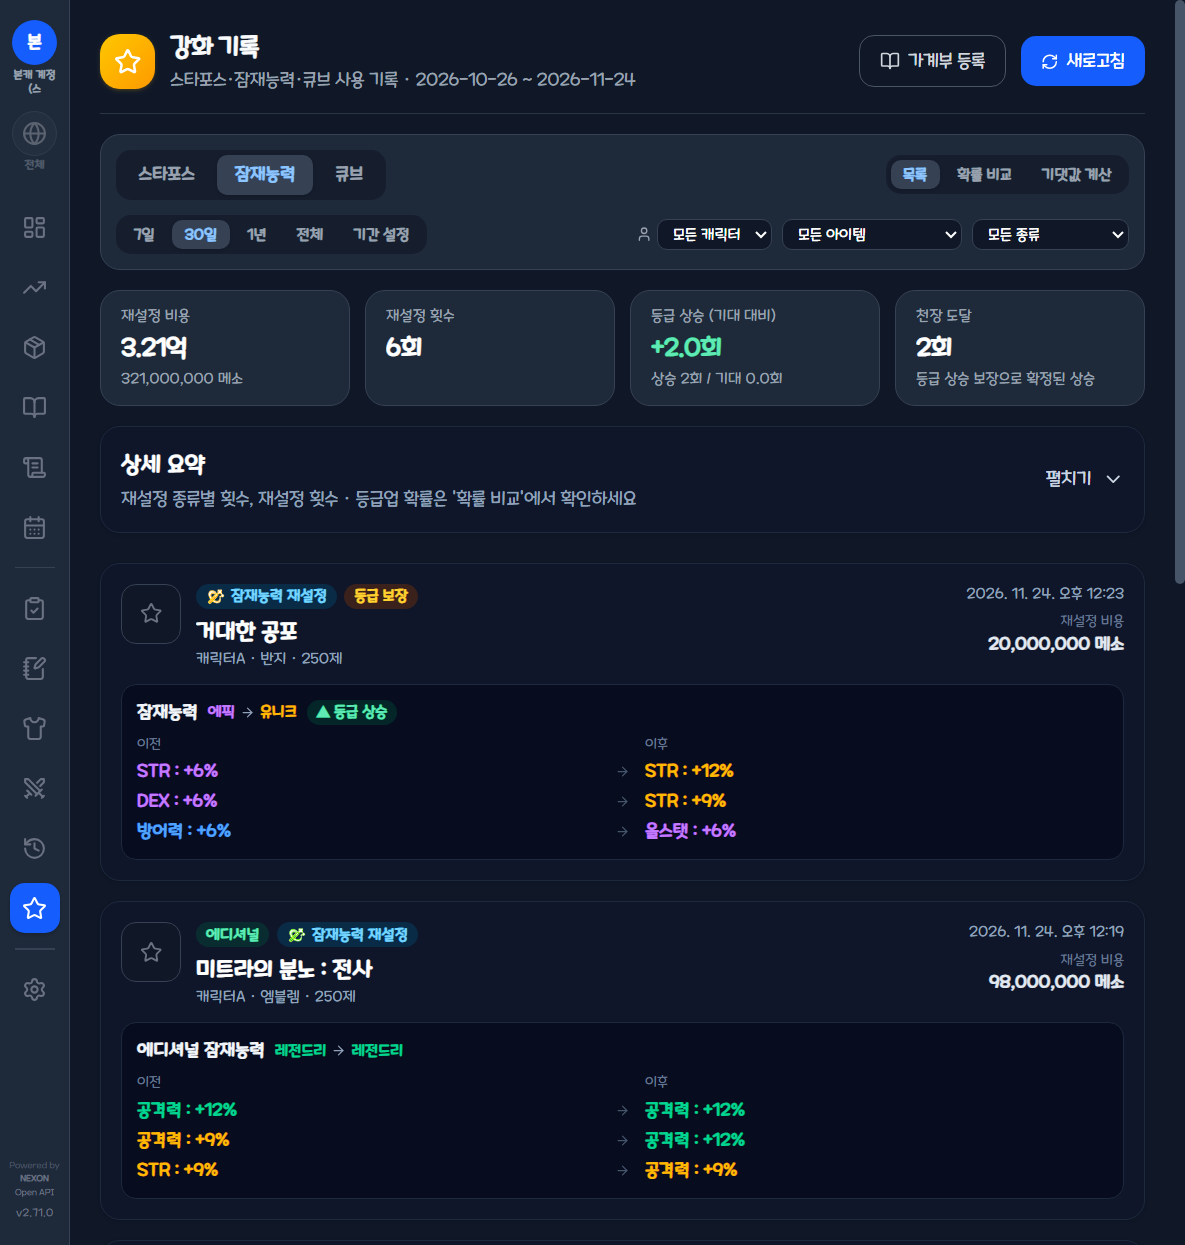 본
본캐 계정
(스
전체
Powered by
NEXON
Open API
v2.71.0
강화 기록
스타포스·잠재능력·큐브 사용 기록 · 2026-10-26 ~ 2026-11-24
가계부 등록
새로고침
스타포스 잠재능력 큐브
목록 확률 비교 기댓값 계산
7일 30일 1년 전체 기간 설정
모든 캐릭터 모든 아이템 모든 종류
재설정 비용
3.21억
321,000,000 메소
재설정 횟수
6회
등급 상승 (기대 대비)
+2.0회
상승 2회 / 기대 0.0회
천장 도달
2회
등급 상승 보장으로 확정된 상승
상세 요약
재설정 종류별 횟수, 재설정 횟수 · 등급업 확률은 '확률 비교'에서 확인하세요
펼치기
잠재능력 재설정 등급 보장
거대한 공포
캐릭터A · 반지 · 250제
2026. 11. 24. 오후 12:23
재설정 비용
20,000,000 메소
잠재능력 에픽 → 유니크 ▲ 등급 상승
이전 이후
STR : +6% → STR : +12%
DEX : +6% → STR : +9%
방어력 : +6% → 올스탯 : +6%
에디셔널 잠재능력 재설정
미트라의 분노 : 전사
캐릭터A · 엠블렘 · 250제
2026. 11. 24. 오후 12:19
재설정 비용
98,000,000 메소
에디셔널 잠재능력 레전드리 → 레전드리
이전 이후
공격력 : +12% → 공격력 : +12%
공격력 : +9% → 공격력 : +12%
STR : +9% → 공격력 : +9%